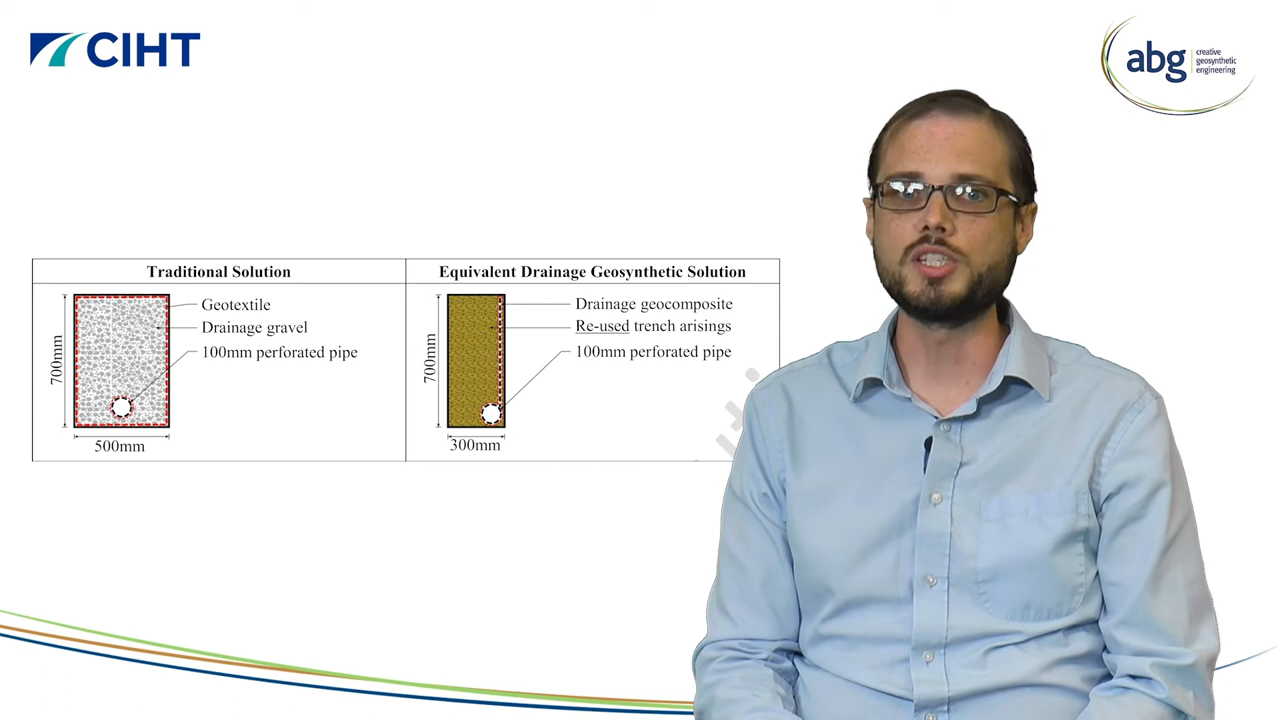 CIHT
abg
creative
geosynthetic
engineering
Traditional Solution
Equivalent Drainage Geosynthetic Solution
700mm
Geotextile
Drainage gravel
100mm perforated pipe
500mm
700mm
Drainage geocomposite
Re-used trench arisings
100mm perforated pipe
300mm